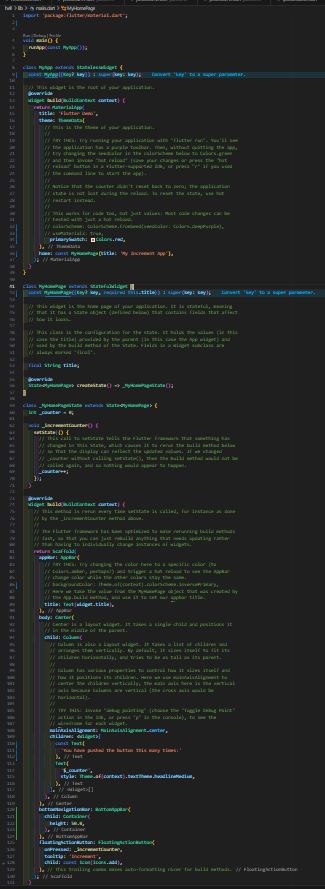 hell > lib > main.dart > MyHomePage
import 'package:flutter/material.dart';
Run | Debug | Profile
void main() {
runApp(const MyApp());
}
class MyApp extends StatelessWidget {
const MyApp({Key? key}) : super(key: key);     Convert 'key' to a super parameter.
// This widget is the root of your application.
@override
Widget build(BuildContext context) {
return MaterialApp(
title: 'Flutter Demo',
theme: ThemeData(
// This is the theme of your application.
//
// TRY THIS: Try running your application with "flutter run". You'll see
// the application has a purple toolbar. Then, without quitting the app,
// try changing the seedColor in the colorScheme below to Colors.green
// and then invoke "hot reload" (save your changes or press the "hot
// reload" button in a Flutter-supported IDE, or press "r" if you used
// the command line to start the app).
//
// Notice that the counter didn't reset back to zero; the application
// state is not lost during the reload. To reset the state, use hot
// restart instead.
//
// This works for code too, not just values: Most code changes can be
// tested with just a hot reload.
// colorScheme: ColorScheme.fromSeed(seedColor: Colors.deepPurple),
// useMaterial3: true,
primarySwatch: Colors.red,
), // ThemeData
home: const MyHomePage(title: 'My Increment App'),
); // MaterialApp
}
}
class MyHomePage extends StatefulWidget {
const MyHomePage({Key? key, required this.title}) : super(key: key);     Convert 'key' to a super parameter.
// This widget is the home page of your application. It is stateful, meaning
// that it has a State object (defined below) that contains fields that affect
// how it looks.
// This class is the configuration for the state. It holds the values (in this
// case the title) provided by the parent (in this case the App widget) and
// used by the build method of the State. Fields in a Widget subclass are
// always marked "final".
final String title;
@override
State<MyHomePage> createState() => _MyHomePageState();
}
class _MyHomePageState extends State<MyHomePage> {
int _counter = 0;
void _incrementCounter() {
setState(() {
// This call to setState tells the Flutter framework that something has
// changed in this State, which causes it to rerun the build method below
// so that the display can reflect the updated values. If we changed
// _counter without calling setState(), then the build method would not be
// called again, and so nothing would appear to happen.
_counter++;
});
}
@override
Widget build(BuildContext context) {
// This method is rerun every time setState is called, for instance as done
// by the _incrementCounter method above.
//
// The Flutter framework has been optimized to make rerunning build methods
// fast, so that you can just rebuild anything that needs updating rather
// than having to individually change instances of widgets.
return Scaffold(
appBar: AppBar(
// TRY THIS: Try changing the color here to a specific color (to
// Colors.amber, perhaps?) and trigger a hot reload to see the AppBar
// change color while the other colors stay the same.
// backgroundColor: Theme.of(context).colorScheme.inversePrimary,
// Here we take the value from the MyHomePage object that was created by
// the App.build method, and use it to set our appbar title.
title: Text(widget.title),
), // AppBar
body: Center(
// Center is a layout widget. It takes a single child and positions it
// in the middle of the parent.
child: Column(
// Column is also a layout widget. It takes a list of children and
// arranges them vertically. By default, it sizes itself to fit its
// children horizontally, and tries to be as tall as its parent.
//
// Column has various properties to control how it sizes itself and
// how it positions its children. Here we use mainAxisAlignment to
// center the children vertically; the main axis here is the vertical
// axis because Columns are vertical (the cross axis would be
// horizontal).
//
// TRY THIS: Invoke "debug painting" (choose the "Toggle Debug Paint"
// action in the IDE, or press "p" in the console), to see the
// wireframe for each widget.
mainAxisAlignment: MainAxisAlignment.center,
children: <Widget>[
const Text(
'You have pushed the button this many times:'
), // Text
Text(
'$_counter',
style: Theme.of(context).textTheme.headlineMedium,
), // Text
], // <Widget>[]
), // Column
), // Center
bottomNavigationBar: BottomAppBar(
child: Container(
height: 50.0,
), // Container
), // BottomAppBar
floatingActionButton: FloatingActionButton(
onPressed: _incrementCounter,
tooltip: 'Increment',
child: const Icon(Icons.add),
), // This trailing comma makes auto-formatting nicer for build methods. // FloatingActionButton
); // Scaffold
}